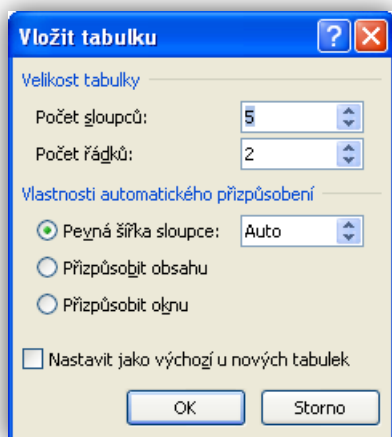 Vložit tabulku
Velikost tabulky
Počet sloupců: 5
Počet řádků: 2
Vlastnosti automatického přizpůsobení
Pevná šířka sloupce: Auto
Přizpůsobit obsahu
Přizpůsobit oknu
Nastavit jako výchozí u nových tabulek
OK Storno